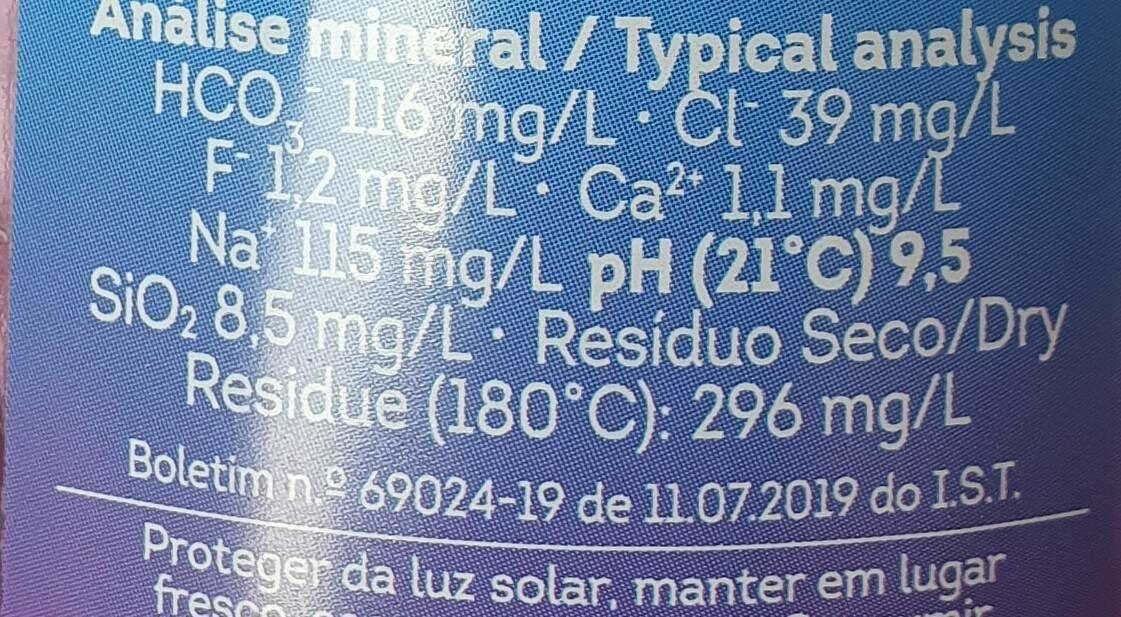 Análise mineral / Typical analysis
HCO₃⁻ 116 mg/L · Cl⁻ 39 mg/L
F⁻ 1,2 mg/L · Ca²⁺ 1,1 mg/L
Na⁺ 115 mg/L pH (21°C) 9,5
SiO₂ 8,5 mg/L · Resíduo Seco/Dry
Residue (180°C): 296 mg/L
Boletim n.º 69024-19 de 11.07.2019 do I.S.T.
Proteger da luz solar, manter em lugar